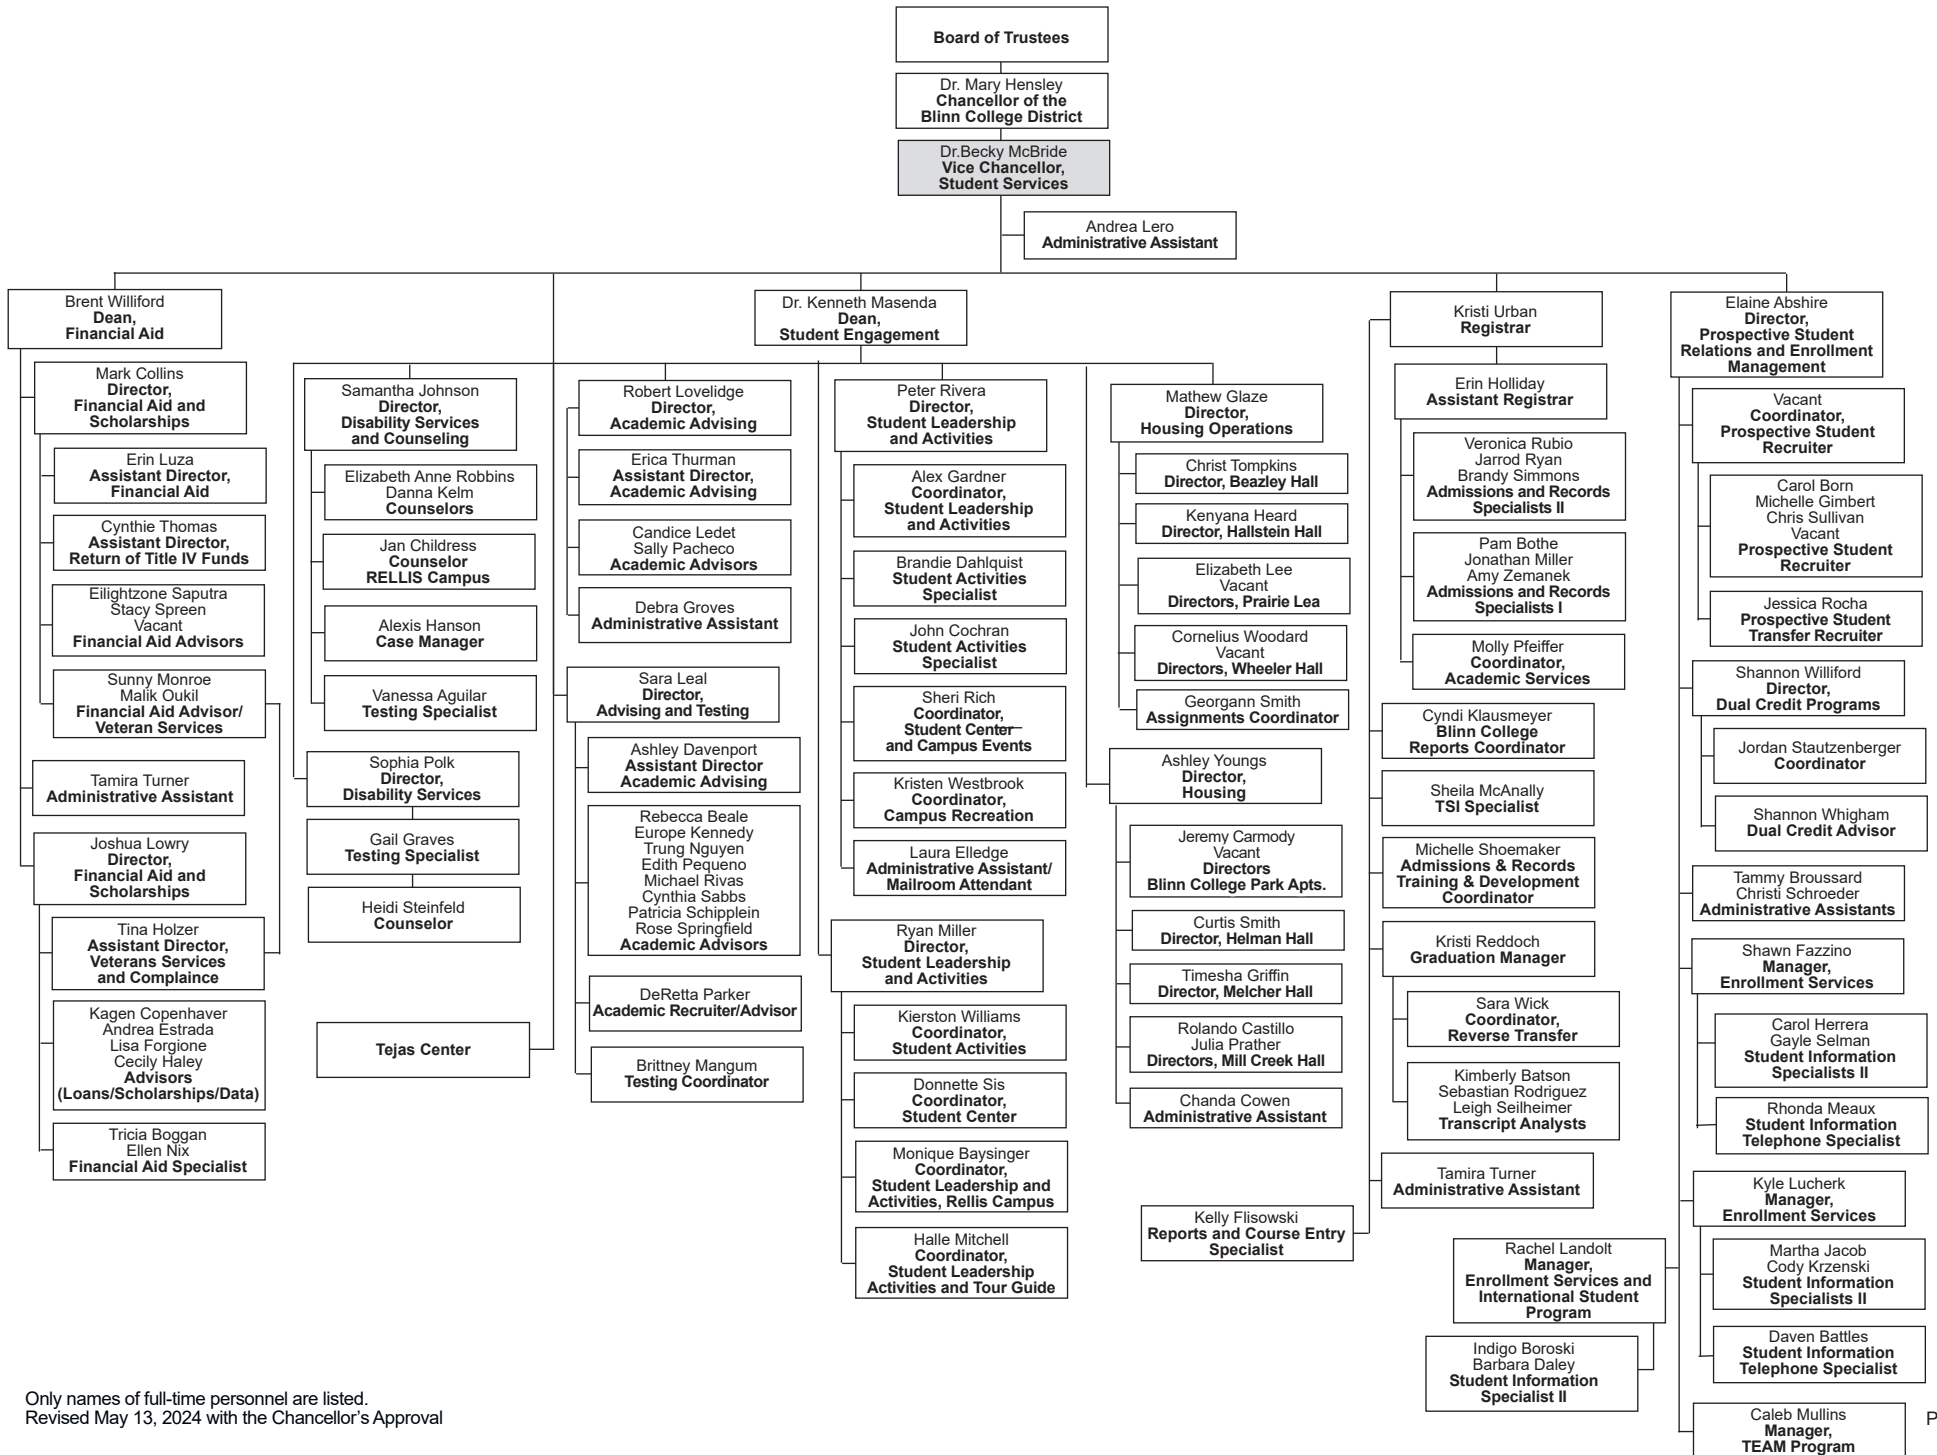 Board of Trustees
Dr. Mary Hensley
Chancellor of the
Blinn College District
Dr.Becky McBride
Vice Chancellor,
Student Services
Andrea Lero
Administrative Assistant
Brent Williford
Dean,
Financial Aid
Mark Collins
Director,
Financial Aid and
Scholarships
Erin Luza
Assistant Director,
Financial Aid
Cynthie Thomas
Assistant Director,
Return of Title IV Funds
Eilightzone Saputra
Stacy Spreen
Vacant
Financial Aid Advisors
Sunny Monroe
Malik Oukil
Financial Aid Advisor/
Veteran Services
Tamira Turner
Administrative Assistant
Joshua Lowry
Director,
Financial Aid and
Scholarships
Tina Holzer
Assistant Director,
Veterans Services
and Complaince
Kagen Copenhaver
Andrea Estrada
Lisa Forgione
Cecily Haley
Advisors
(Loans/Scholarships/Data)
Tricia Boggan
Ellen Nix
Financial Aid Specialist
Dr. Kenneth Masenda
Dean,
Student Engagement
Samantha Johnson
Director,
Disability Services
and Counseling
Elizabeth Anne Robbins
Danna Kelm
Counselors
Jan Childress
Counselor
RELLIS Campus
Alexis Hanson
Case Manager
Vanessa Aguilar
Testing Specialist
Sophia Polk
Director,
Disability Services
Gail Graves
Testing Specialist
Heidi Steinfeld
Counselor
Tejas Center
Robert Lovelidge
Director,
Academic Advising
Erica Thurman
Assistant Director,
Academic Advising
Candice Ledet
Sally Pacheco
Academic Advisors
Debra Groves
Administrative Assistant
Sara Leal
Director,
Advising and Testing
Ashley Davenport
Assistant Director
Academic Advising
Rebecca Beale
Europe Kennedy
Trung Nguyen
Edith Pequeno
Michael Rivas
Cynthia Sabbs
Patricia Schipplein
Rose Springfield
Academic Advisors
DeRetta Parker
Academic Recruiter/Advisor
Brittney Mangum
Testing Coordinator
Peter Rivera
Director,
Student Leadership
and Activities
Alex Gardner
Coordinator,
Student Leadership
and Activities
Brandie Dahlquist
Student Activities
Specialist
John Cochran
Student Activities
Specialist
Sheri Rich
Coordinator,
Student Center
and Campus Events
Kristen Westbrook
Coordinator,
Campus Recreation
Laura Elledge
Administrative Assistant/
Mailroom Attendant
Ryan Miller
Director,
Student Leadership
and Activities
Kierston Williams
Coordinator,
Student Activities
Donnette Sis
Coordinator,
Student Center
Monique Baysinger
Coordinator,
Student Leadership and
Activities, Rellis Campus
Halle Mitchell
Coordinator,
Student Leadership
Activities and Tour Guide
Mathew Glaze
Director,
Housing Operations
Christ Tompkins
Director, Beazley Hall
Kenyana Heard
Director, Hallstein Hall
Elizabeth Lee
Vacant
Directors, Prairie Lea
Cornelius Woodard
Vacant
Directors, Wheeler Hall
Georgann Smith
Assignments Coordinator
Ashley Youngs
Director,
Housing
Jeremy Carmody
Vacant
Directors
Blinn College Park Apts.
Curtis Smith
Director, Helman Hall
Timesha Griffin
Director, Melcher Hall
Rolando Castillo
Julia Prather
Directors, Mill Creek Hall
Chanda Cowen
Administrative Assistant
Kristi Urban
Registrar
Erin Holliday
Assistant Registrar
Veronica Rubio
Jarrod Ryan
Brandy Simmons
Admissions and Records
Specialists II
Pam Bothe
Jonathan Miller
Amy Zemanek
Admissions and Records
Specialists I
Molly Pfeiffer
Coordinator,
Academic Services
Cyndi Klausmeyer
Blinn College
Reports Coordinator
Sheila McAnally
TSI Specialist
Michelle Shoemaker
Admissions & Records
Training & Development
Coordinator
Kristi Reddoch
Graduation Manager
Sara Wick
Coordinator,
Reverse Transfer
Kimberly Batson
Sebastian Rodriguez
Leigh Seilheimer
Transcript Analysts
Tamira Turner
Administrative Assistant
Kelly Flisowski
Reports and Course Entry
Specialist
Elaine Abshire
Director,
Prospective Student
Relations and Enrollment
Management
Vacant
Coordinator,
Prospective Student
Recruiter
Carol Born
Michelle Gimbert
Chris Sullivan
Vacant
Prospective Student
Recruiter
Jessica Rocha
Prospective Student
Transfer Recruiter
Shannon Williford
Director,
Dual Credit Programs
Jordan Stautzenberger
Coordinator
Shannon Whigham
Dual Credit Advisor
Tammy Broussard
Christi Schroeder
Administrative Assistants
Shawn Fazzino
Manager,
Enrollment Services
Carol Herrera
Gayle Selman
Student Information
Specialists II
Rhonda Meaux
Student Information
Telephone Specialist
Kyle Lucherk
Manager,
Enrollment Services
Martha Jacob
Cody Krzenski
Student Information
Specialists II
Daven Battles
Student Information
Telephone Specialist
Rachel Landolt
Manager,
Enrollment Services and
International Student
Program
Indigo Boroski
Barbara Daley
Student Information
Specialist II
Caleb Mullins
Manager,
TEAM Program
Only names of full-time personnel are listed.
Revised May 13, 2024 with the Chancellor's Approval
P